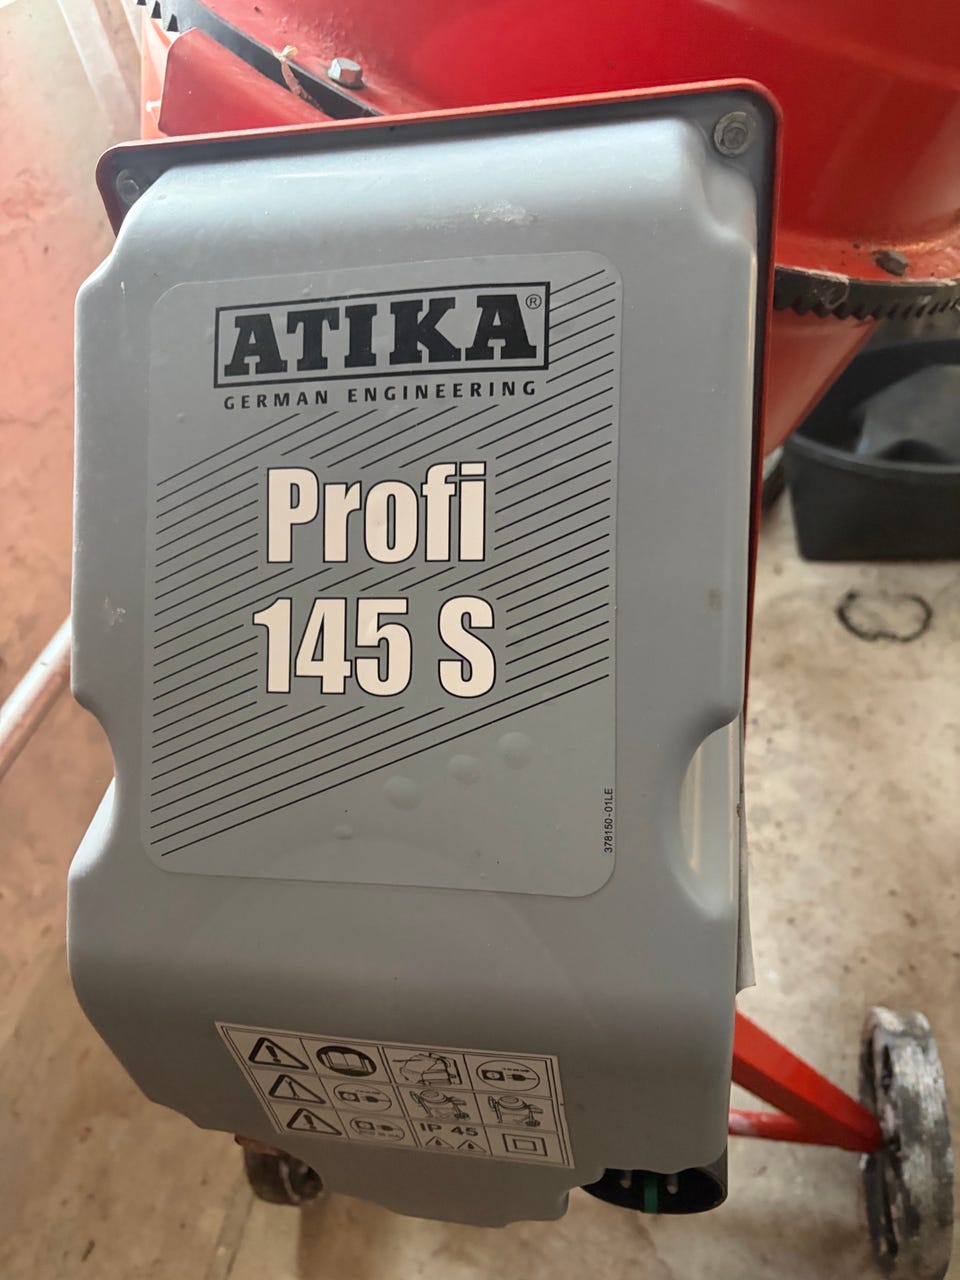 ATIKA®
GERMAN ENGINEERING
Profi
145 S
378150-01LE
IP 45